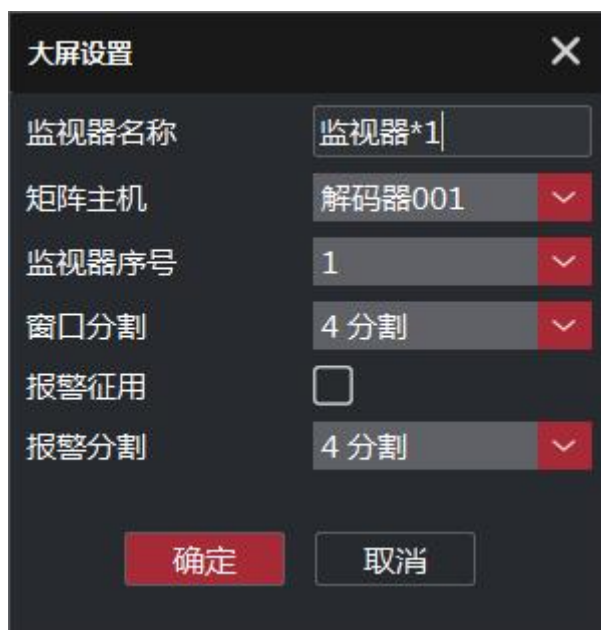 大屏设置
监视器名称 监视器*1
矩阵主机 解码器001
监视器序号 1
窗口分割 4 分割
报警征用
报警分割 4 分割
确定 取消